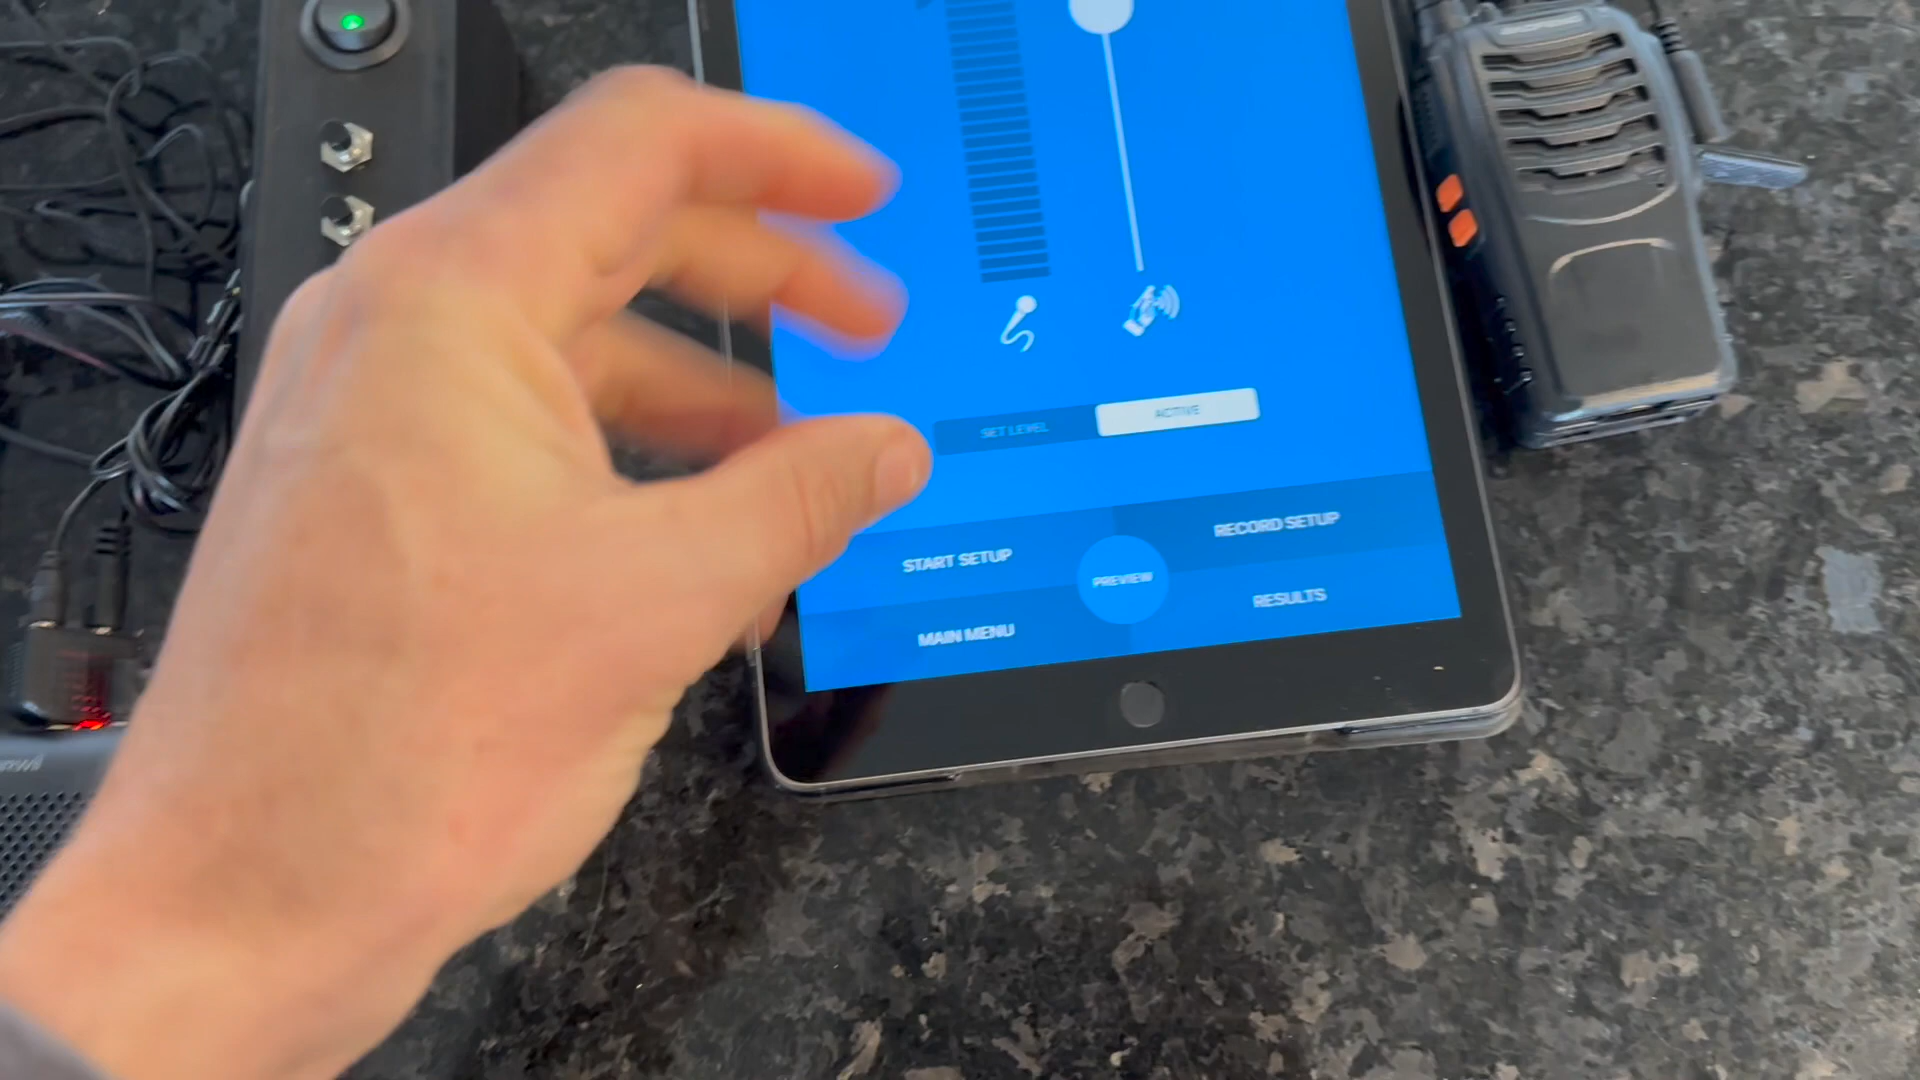 SET LEVEL
ACTIVE
START SETUP
RECORD SETUP
PREVIEW
MAIN MENU
RESULTS